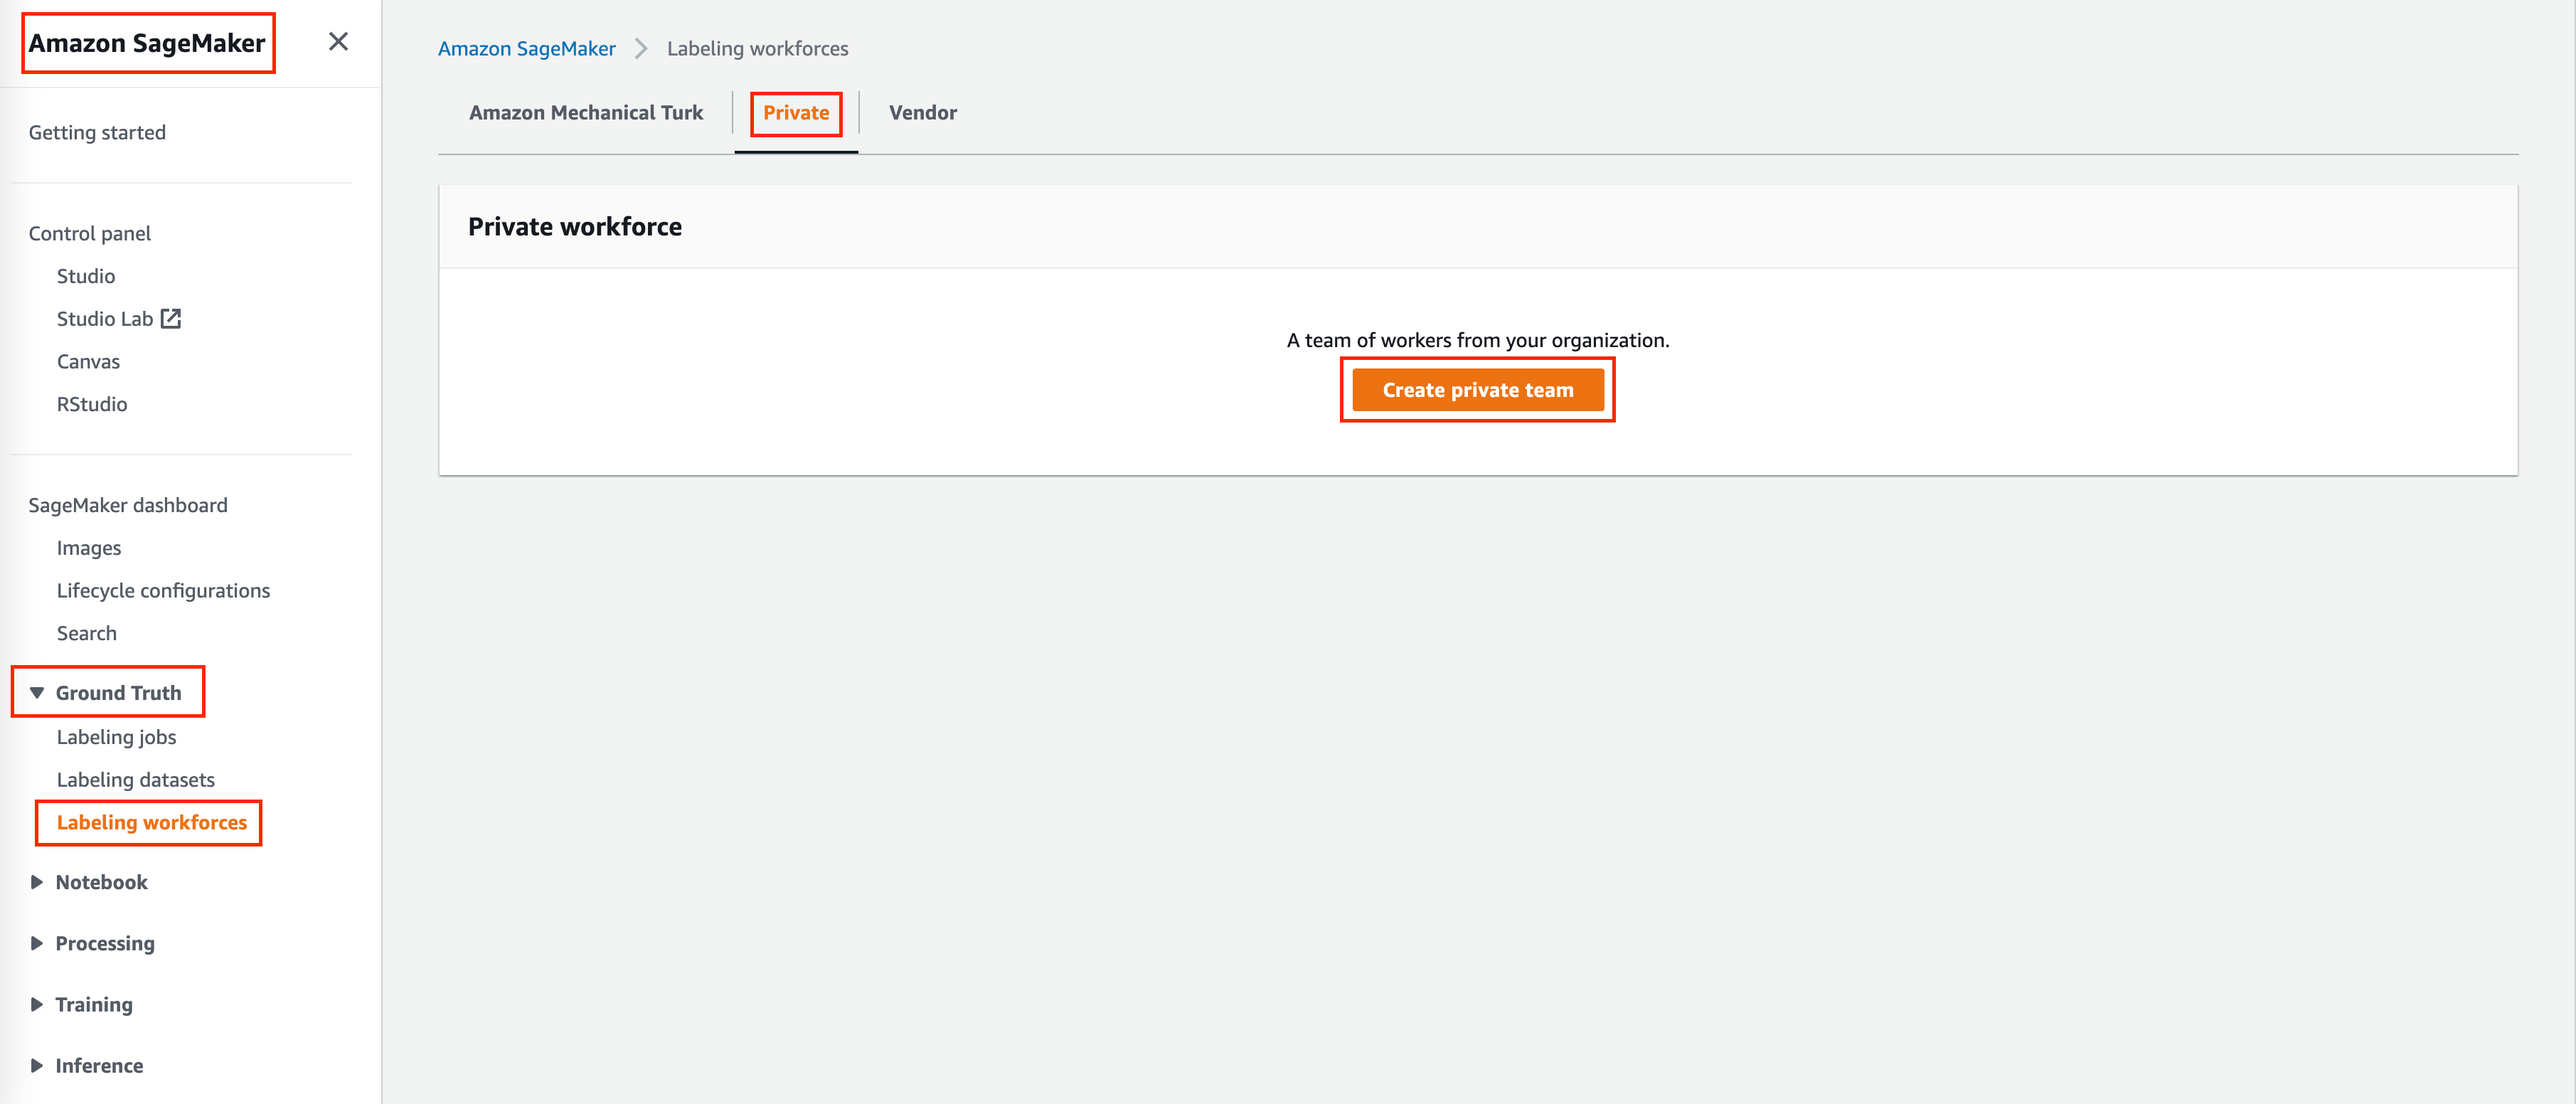 Amazon SageMaker
Getting started
Control panel
Studio
Studio Lab
Canvas
RStudio
SageMaker dashboard
Images
Lifecycle configurations
Search
Ground Truth
Labeling jobs
Labeling datasets
Labeling workforces
Notebook
Processing
Training
Inference
Amazon SageMaker Labeling workforces
Amazon Mechanical Turk Private Vendor
Private workforce
A team of workers from your organization.
Create private team